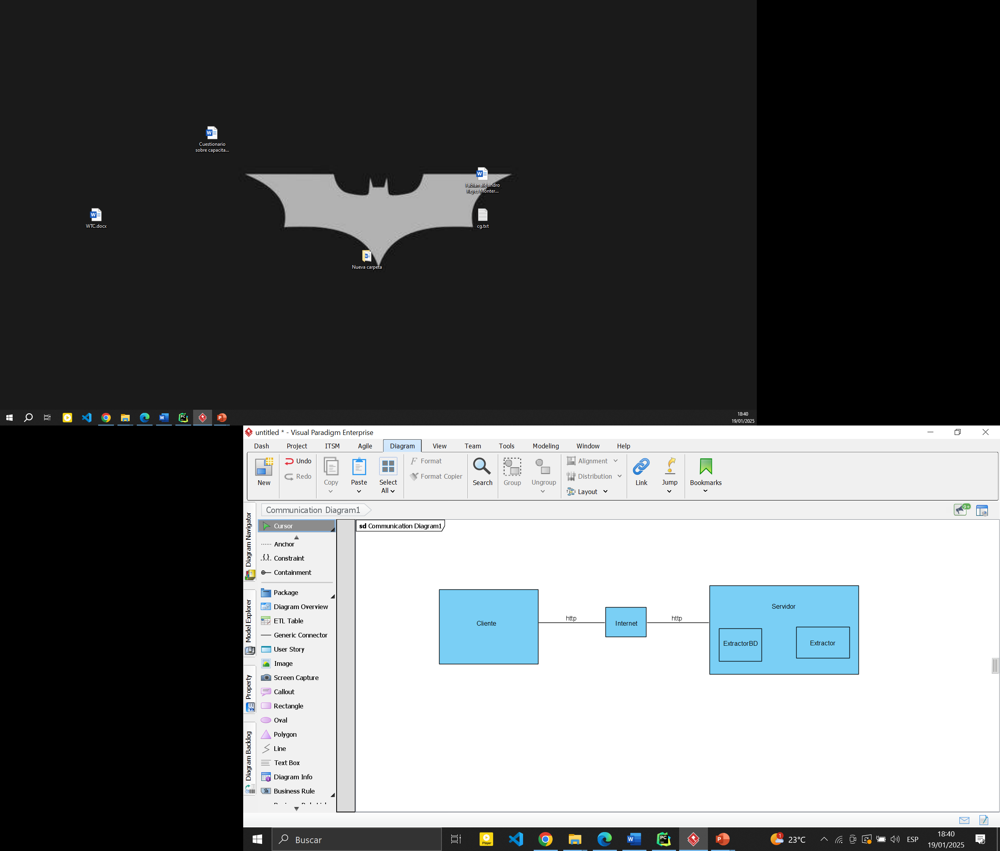 Cuestionario
sobre capacita...
Fabian alejandro
Reyes Monter...
WTC.docx
cg.txt
Nueva carpeta
18:40
19/01/2025
untitled * - Visual Paradigm Enterprise
Dash Project ITSM Agile Diagram View Team Tools Modeling Window Help
New
Undo
Redo
Copy
Paste
Select
All
Format
Format Copier
Search
Group
Ungroup
Alignment
Distribution
Layout
Link
Jump
Bookmarks
Communication Diagram1
9+
Diagram Navigator
Model Explorer
Property
Diagram Backlog
Cursor
Anchor
Constraint
Containment
Package
Diagram Overview
ETL Table
Generic Connector
User Story
Image
Screen Capture
Callout
Rectangle
Oval
Polygon
Line
Text Box
Diagram Info
Business Rule
sd Communication Diagram1
Cliente
http
Internet
http
Servidor
ExtractorBD
Extractor
Buscar
Player
1
23°C
ESP
18:40
19/01/2025